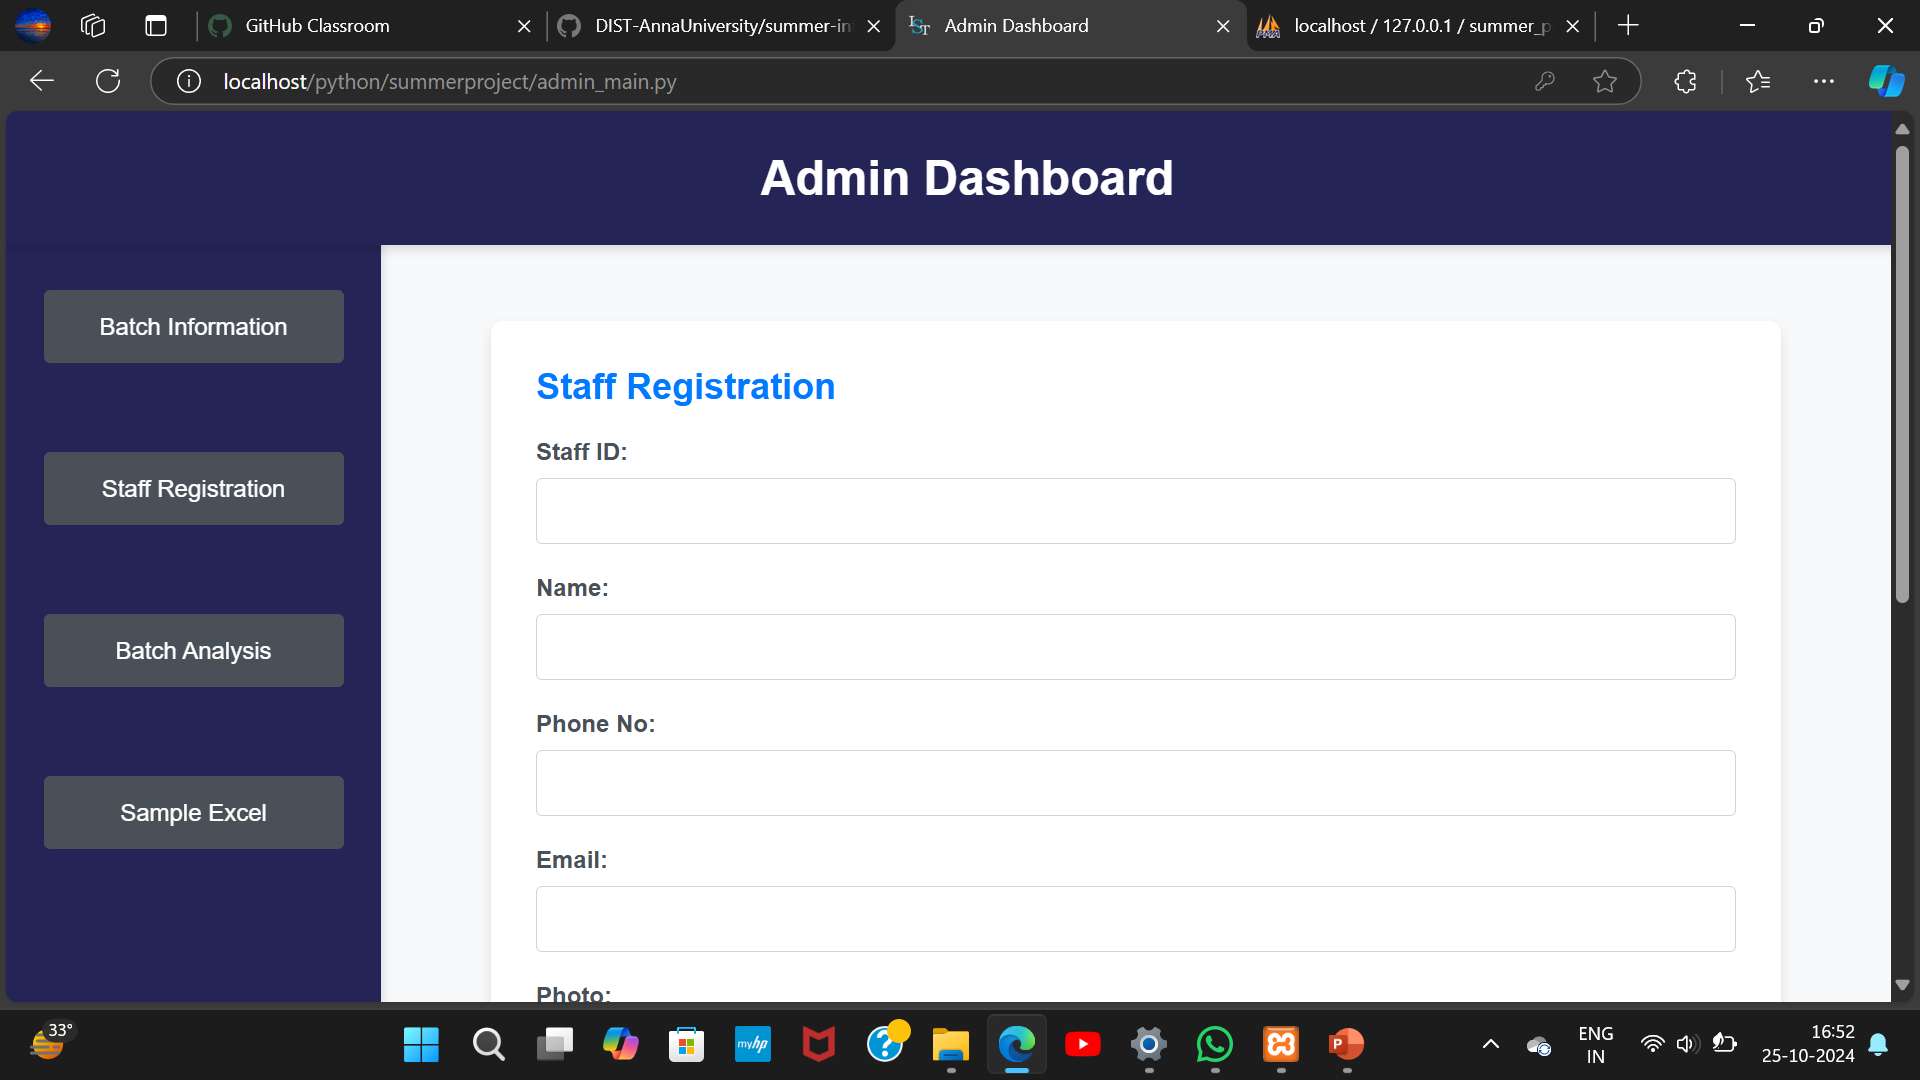 GitHub Classroom
DIST-AnnaUniversity/summer-in
Admin Dashboard
localhost / 127.0.0.1 / summer_p
localhost/python/summerproject/admin_main.py
Admin Dashboard
Batch Information
Staff Registration
Batch Analysis
Sample Excel
Staff Registration
Staff ID:
Name:
Phone No:
Email:
Photo:
33°
myhp
ENG
IN
16:52
25-10-2024